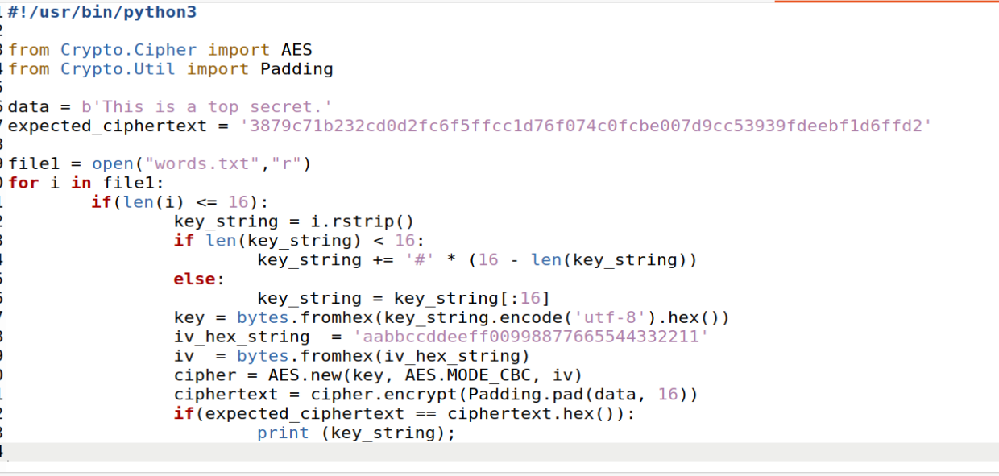 #!/usr/bin/python3
from Crypto.Cipher import AES
from Crypto.Util import Padding
data = b'This is a top secret.'
expected_ciphertext = '3879c71b232cd0d2fc6f5ffcc1d76f074c0fcbe007d9cc53939fdeebf1d6ffd2'
file1 = open("words.txt","r")
for i in file1:
        if(len(i) <= 16):
                key_string = i.rstrip()
                if len(key_string) < 16:
                        key_string += '#' * (16 - len(key_string))
                else:
                        key_string = key_string[:16]
                key = bytes.fromhex(key_string.encode('utf-8').hex())
                iv_hex_string  = 'aabbccddeeff00998877665544332211'
                iv  = bytes.fromhex(iv_hex_string)
                cipher = AES.new(key, AES.MODE_CBC, iv)
                ciphertext = cipher.encrypt(Padding.pad(data, 16))
                if(expected_ciphertext == ciphertext.hex()):
                        print (key_string);